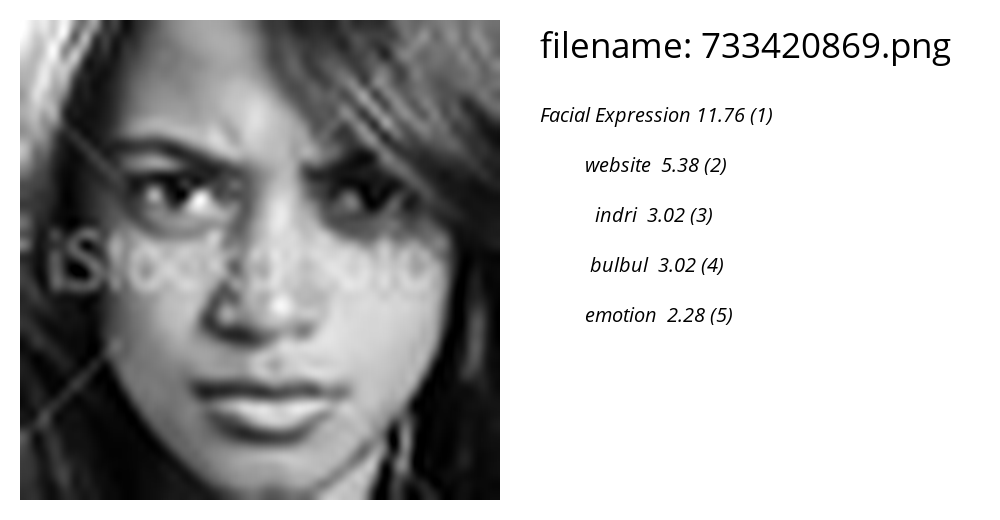 filename: 733420869.png
Facial Expression 11.76 (1)
website 5.38 (2)
indri 3.02 (3)
bulbul 3.02 (4)
emotion 2.28 (5)
iStockphoto